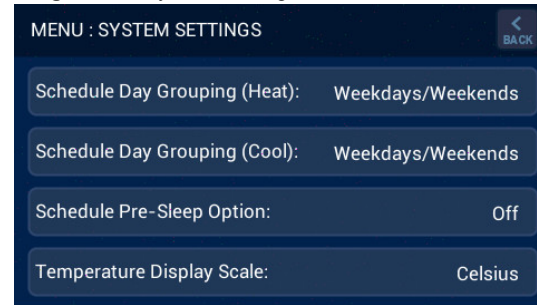 MENU : SYSTEM SETTINGS
BACK
Schedule Day Grouping (Heat): Weekdays/Weekends
Schedule Day Grouping (Cool): Weekdays/Weekends
Schedule Pre-Sleep Option: Off
Temperature Display Scale: Celsius